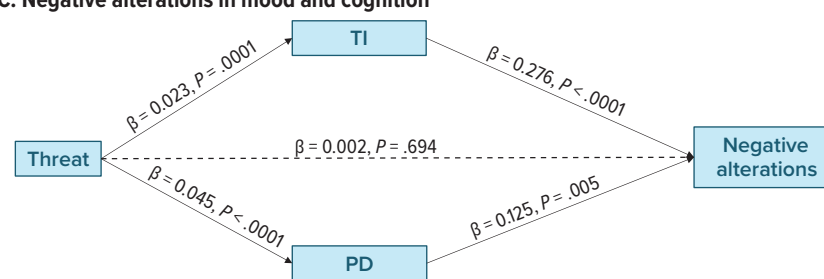 C. Negative alterations in mood and cognition
TI
β = 0.023, P = .0001
β = 0.276, P < .0001
Threat
β = 0.002, P = .694
Negative
alterations
β = 0.045, P < .0001
β = 0.125, P = .005
PD